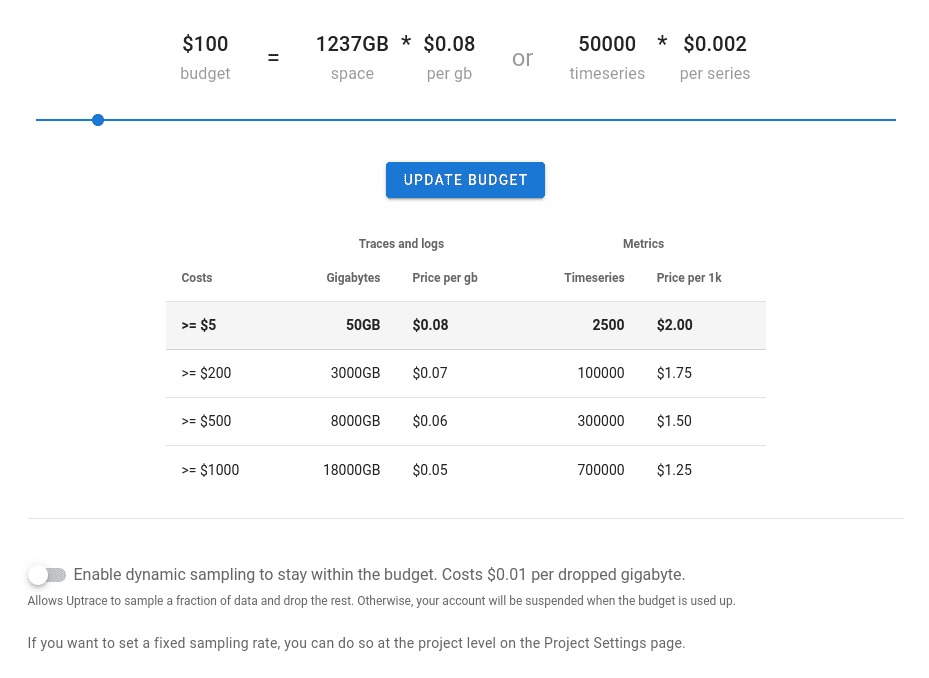 $100 = 1237GB * $0.08 or 50000 * $0.002
budget space per gb timeseries per series
UPDATE BUDGET
Traces and logs Metrics
Costs Gigabytes Price per gb Timeseries Price per 1k
>= $5 50GB $0.08 2500 $2.00
>= $200 3000GB $0.07 100000 $1.75
>= $500 8000GB $0.06 300000 $1.50
>= $1000 18000GB $0.05 700000 $1.25
Enable dynamic sampling to stay within the budget. Costs $0.01 per dropped gigabyte.
Allows Uptrace to sample a fraction of data and drop the rest. Otherwise, your account will be suspended when the budget is used up.
If you want to set a fixed sampling rate, you can do so at the project level on the Project Settings page.